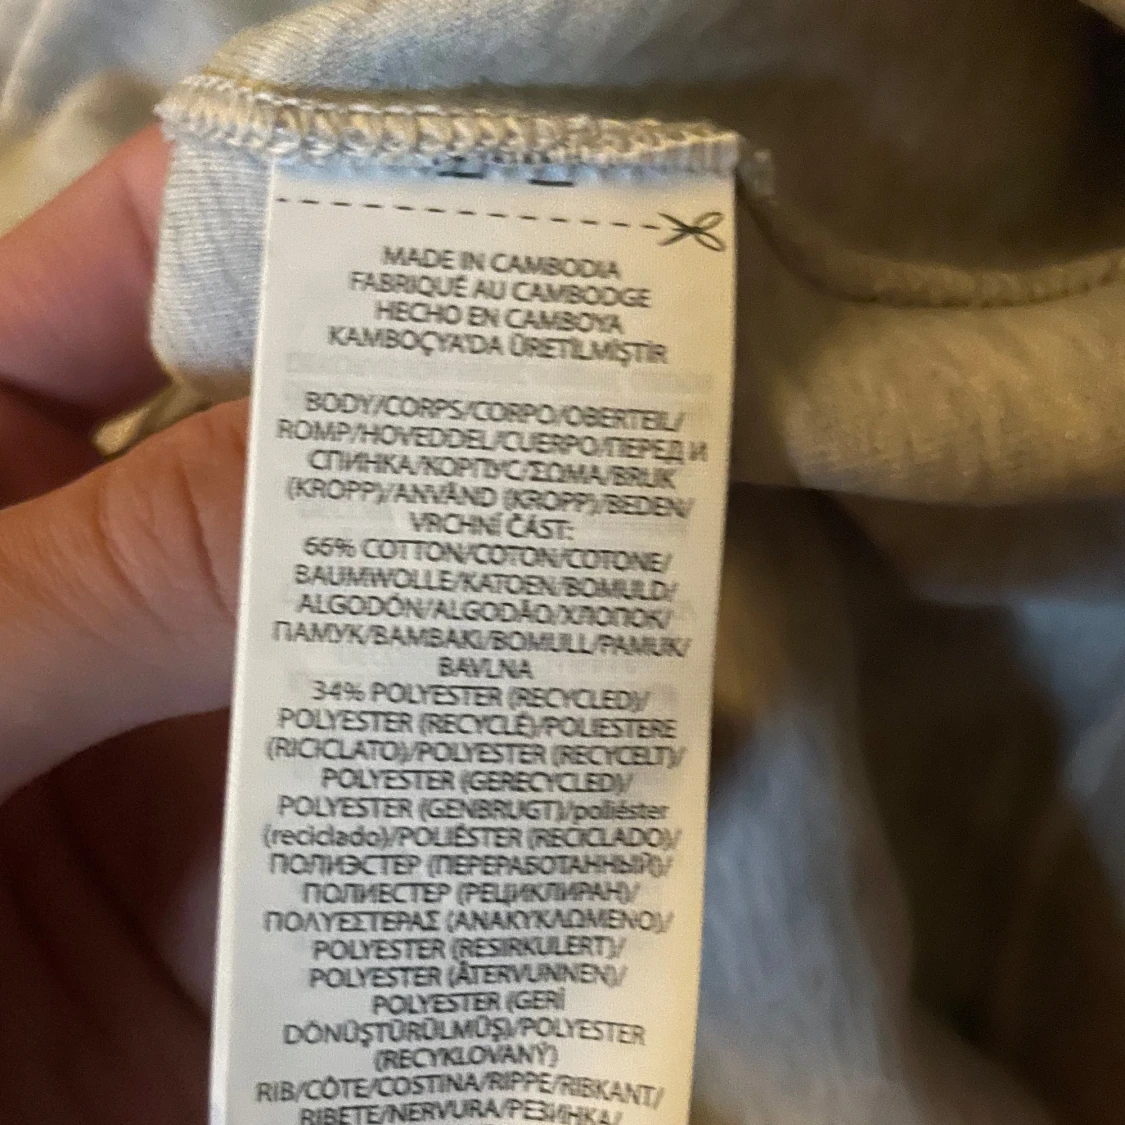 MADE IN CAMBODIA
FABRIQUÉ AU CAMBODGE
HECHO EN CAMBOYA
KAMBOÇYA'DA ÜRETİLMİŞTİR
BODY/CORPS/CORPO/OBERTEIL/
ROMP/HOVEDDEL/CUERPO/ПЕРЕД И
СПИНКА/КОРПУС/ΣΩΜΑ/BRUK
(KROPP)/ANVÄND (KROPP)/BEDEN/
VRCHNÍ ČÁST:
66% COTTON/COTON/COTONE/
BAUMWOLLE/KATOEN/BOMULD/
ALGODÓN/ALGODÃO/ХЛОПОК/
ПАМУК/ΒΑΜΒΑΚΙ/BOMULL/PAMUK/
BAVLNA
34% POLYESTER (RECYCLED)/
POLYESTER (RECYCLÉ)/POLIESTERE
(RICICLATO)/POLYESTER (RECYCELT)/
POLYESTER (GERECYCLED)/
POLYESTER (GENBRUGT)/poliéster
(reciclado)/POLIÉSTER (RECICLADO)/
ПОЛИЭСТЕР (ПЕРЕРАБОТАННЫЙ)/
ПОЛИЕСТЕР (РЕЦИКЛИРАН)/
ΠΟΛΥΕΣΤΕΡΑΣ (ΑΝΑΚΥΚΛΩΜΕΝΟ)/
POLYESTER (RESIRKULERT)/
POLYESTER (ÅTERVUNNEN)/
POLYESTER (GERİ
DÖNÜŞTÜRÜLMÜŞ)/POLYESTER
(RECYKLOVANÝ)
RIB/CÔTE/COSTINA/RIPPE/RIBKANT/
RIBETE/NERVURA/РЕЗИНКА/